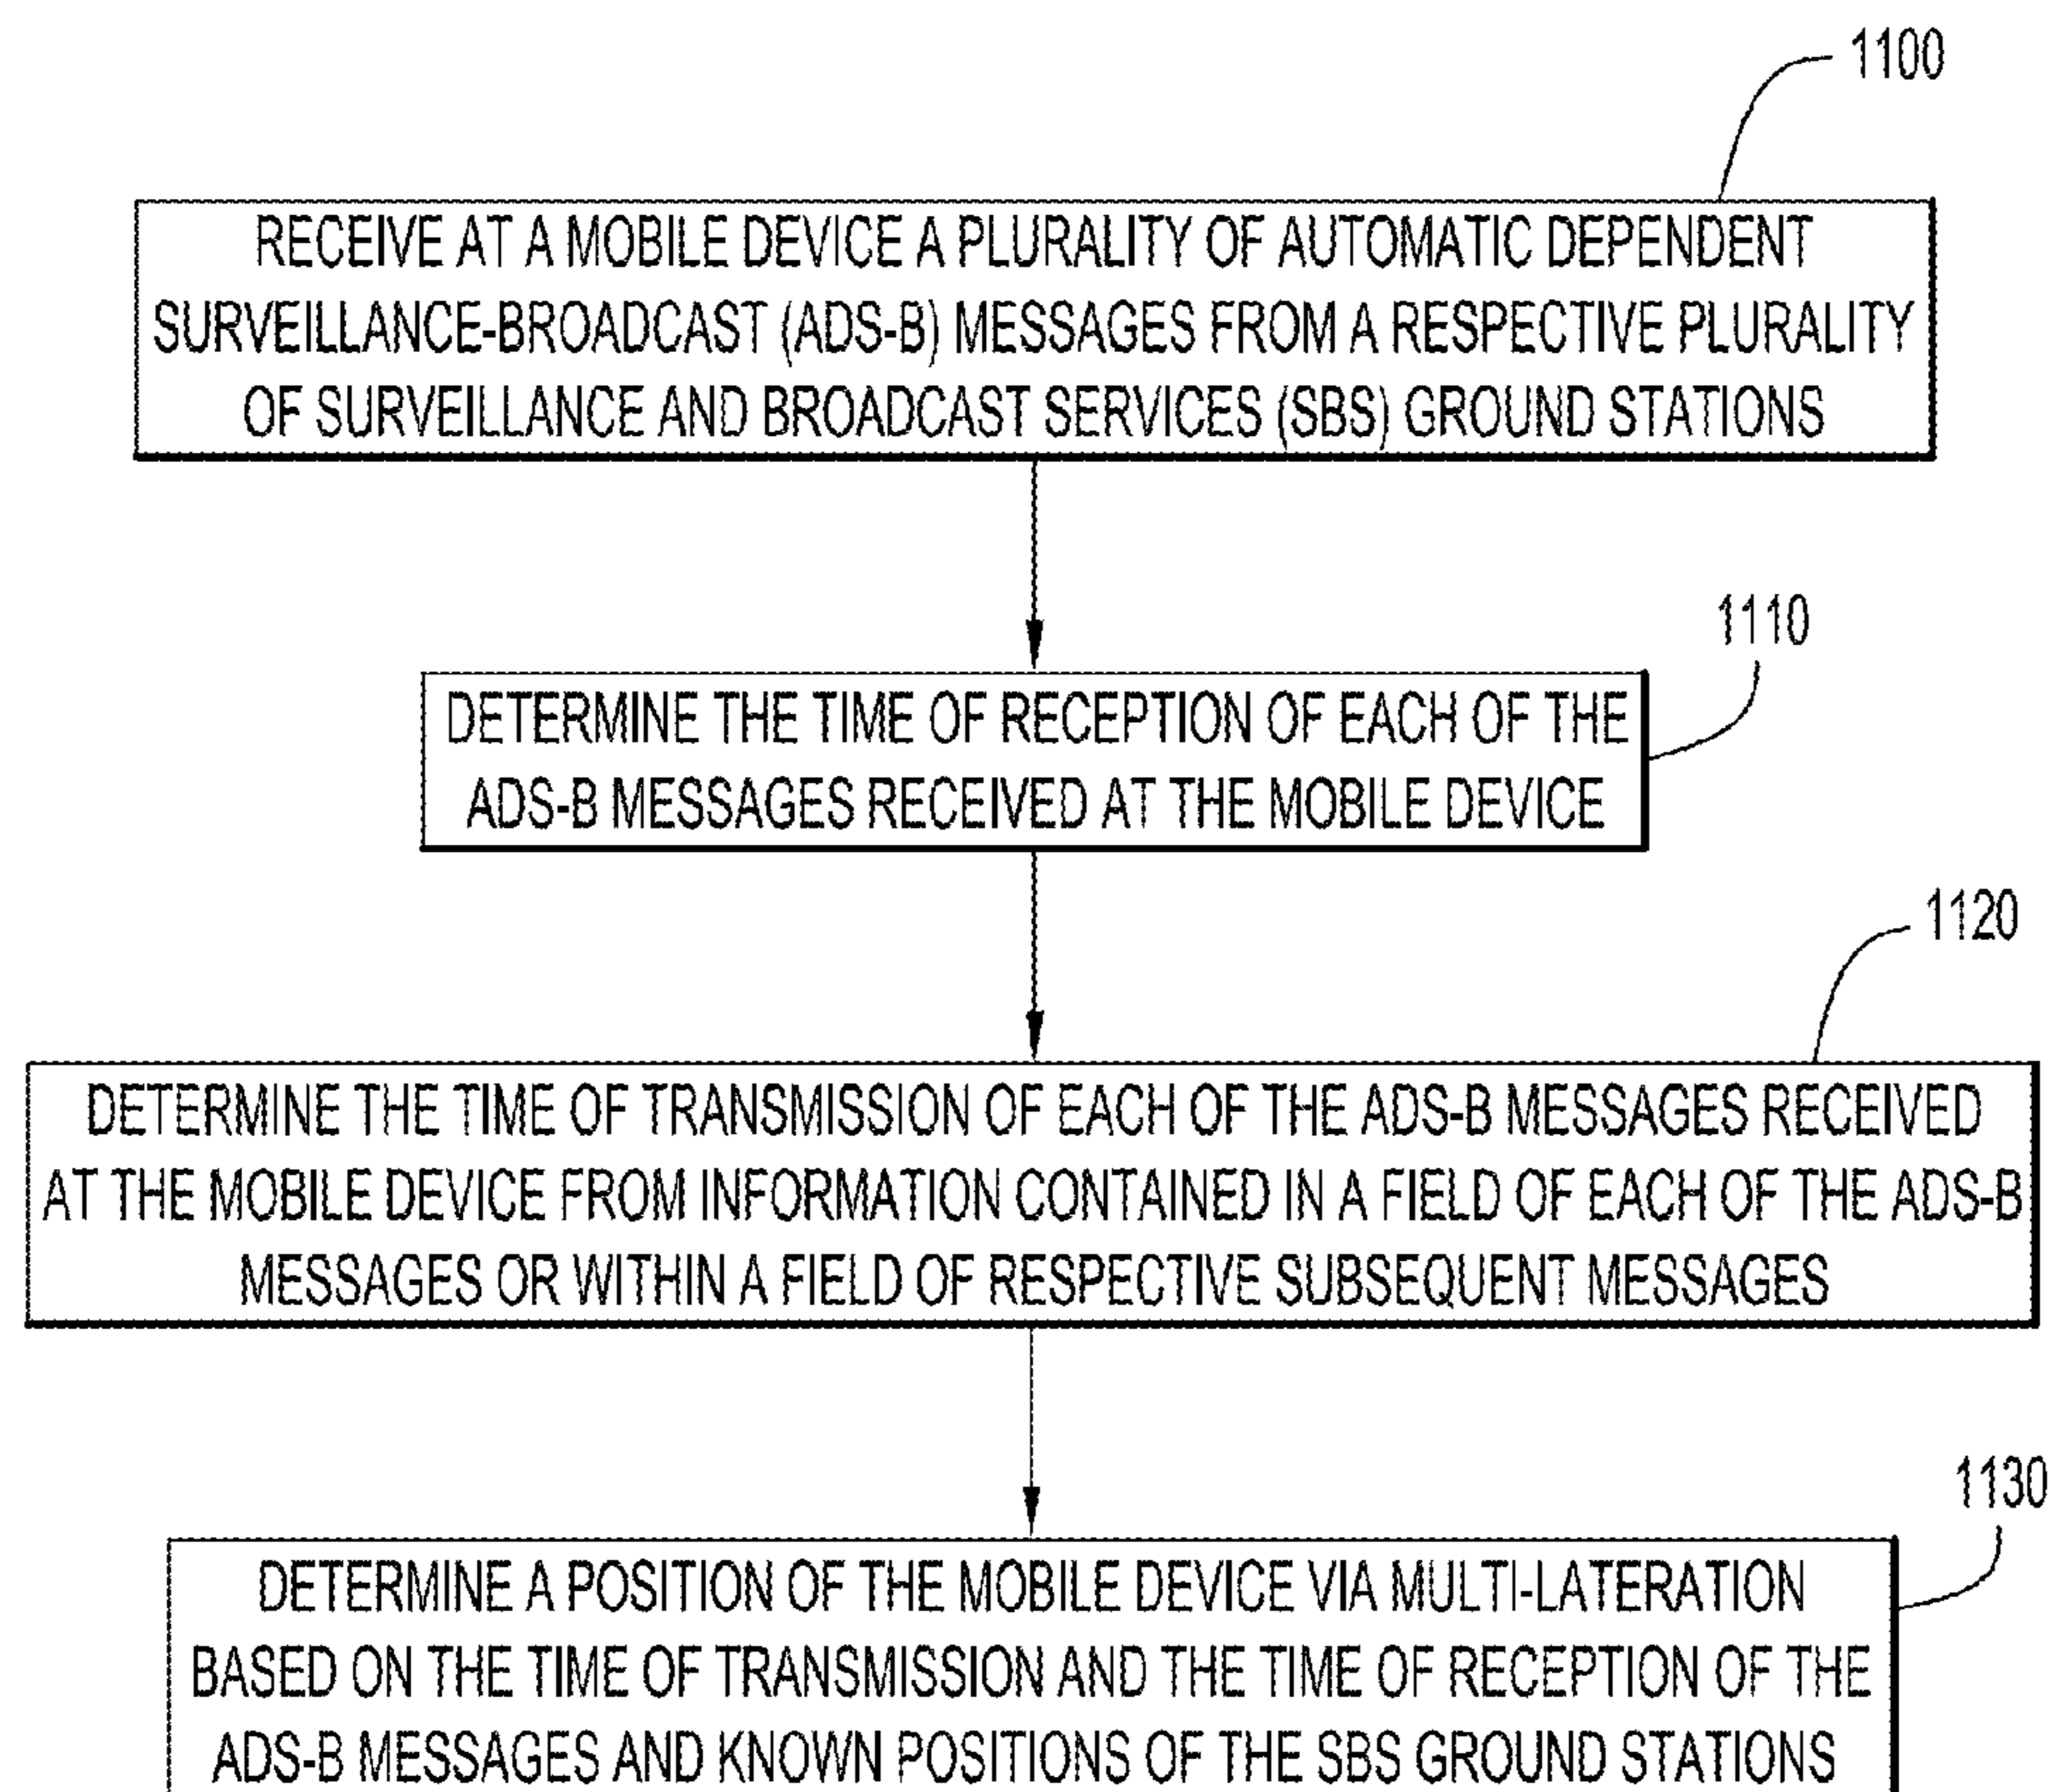 1100
RECEIVE AT A MOBILE DEVICE A PLURALITY OF AUTOMATIC DEPENDENT
SURVEILLANCE-BROADCAST (ADS-B) MESSAGES FROM A RESPECTIVE PLURALITY
OF SURVEILLANCE AND BROADCAST SERVICES (SBS) GROUND STATIONS
1110
DETERMINE THE TIME OF RECEPTION OF EACH OF THE
ADS-B MESSAGES RECEIVED AT THE MOBILE DEVICE
1120
DETERMINE THE TIME OF TRANSMISSION OF EACH OF THE ADS-B MESSAGES RECEIVED
AT THE MOBILE DEVICE FROM INFORMATION CONTAINED IN A FIELD OF EACH OF THE ADS-B
MESSAGES OR WITHIN A FIELD OF RESPECTIVE SUBSEQUENT MESSAGES
1130
DETERMINE A POSITION OF THE MOBILE DEVICE VIA MULTI-LATERATION
BASED ON THE TIME OF TRANSMISSION AND THE TIME OF RECEPTION OF THE
ADS-B MESSAGES AND KNOWN POSITIONS OF THE SBS GROUND STATIONS